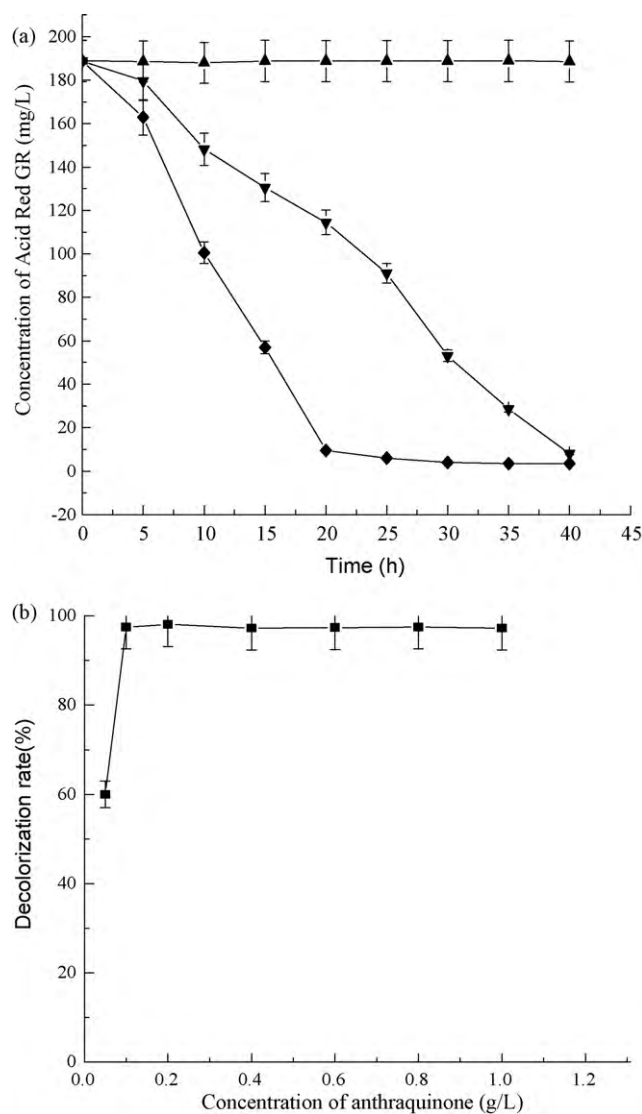 (a)
200
180
160
140
120
100
80
60
40
20
0
-20
Concentration of Acid Red GR (mg/L)
0 5 10 15 20 25 30 35 40 45
Time (h)
(b)
100
80
60
40
20
0
Decolorization rate(%)
0.0 0.2 0.4 0.6 0.8 1.0 1.2
Concentration of anthraquinone (g/L)